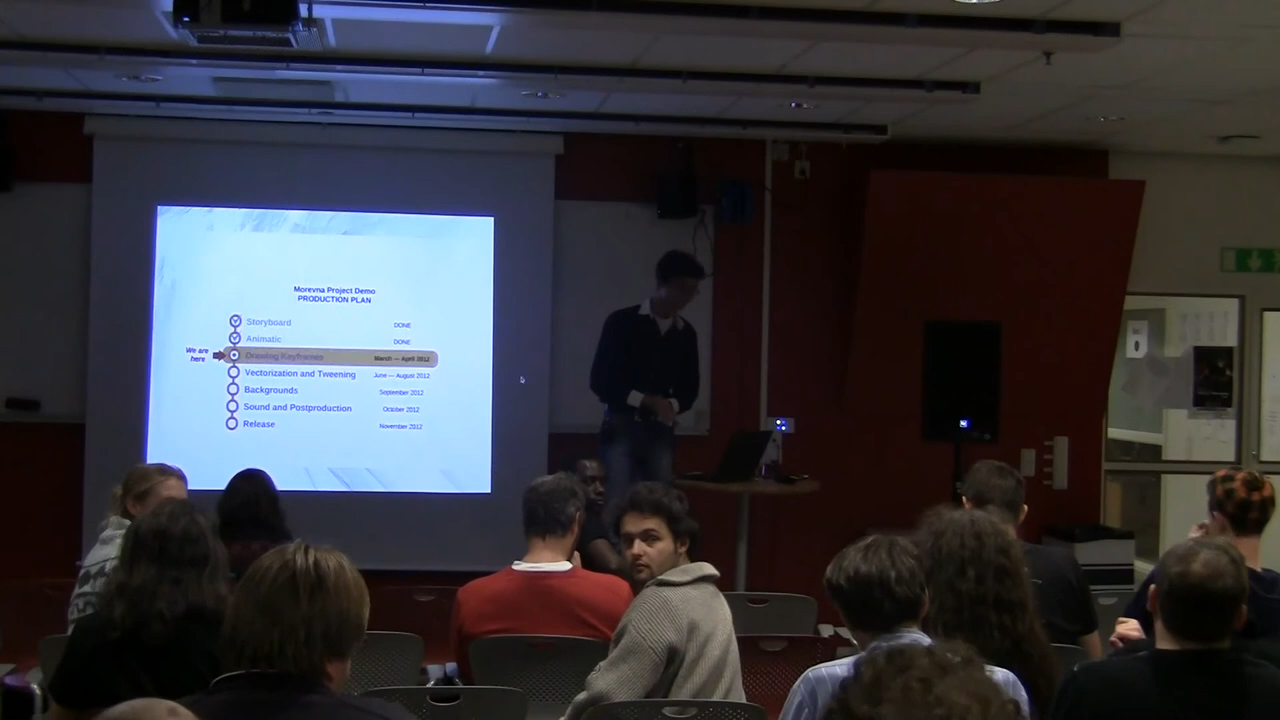 Morevna Project Demo
PRODUCTION PLAN
Storyboard DONE
Animatic DONE
We are
here
Drawing Keyframes March — April 2012
Vectorization and Tweening June — August 2012
Backgrounds September 2012
Sound and Postproduction October 2012
Release November 2012